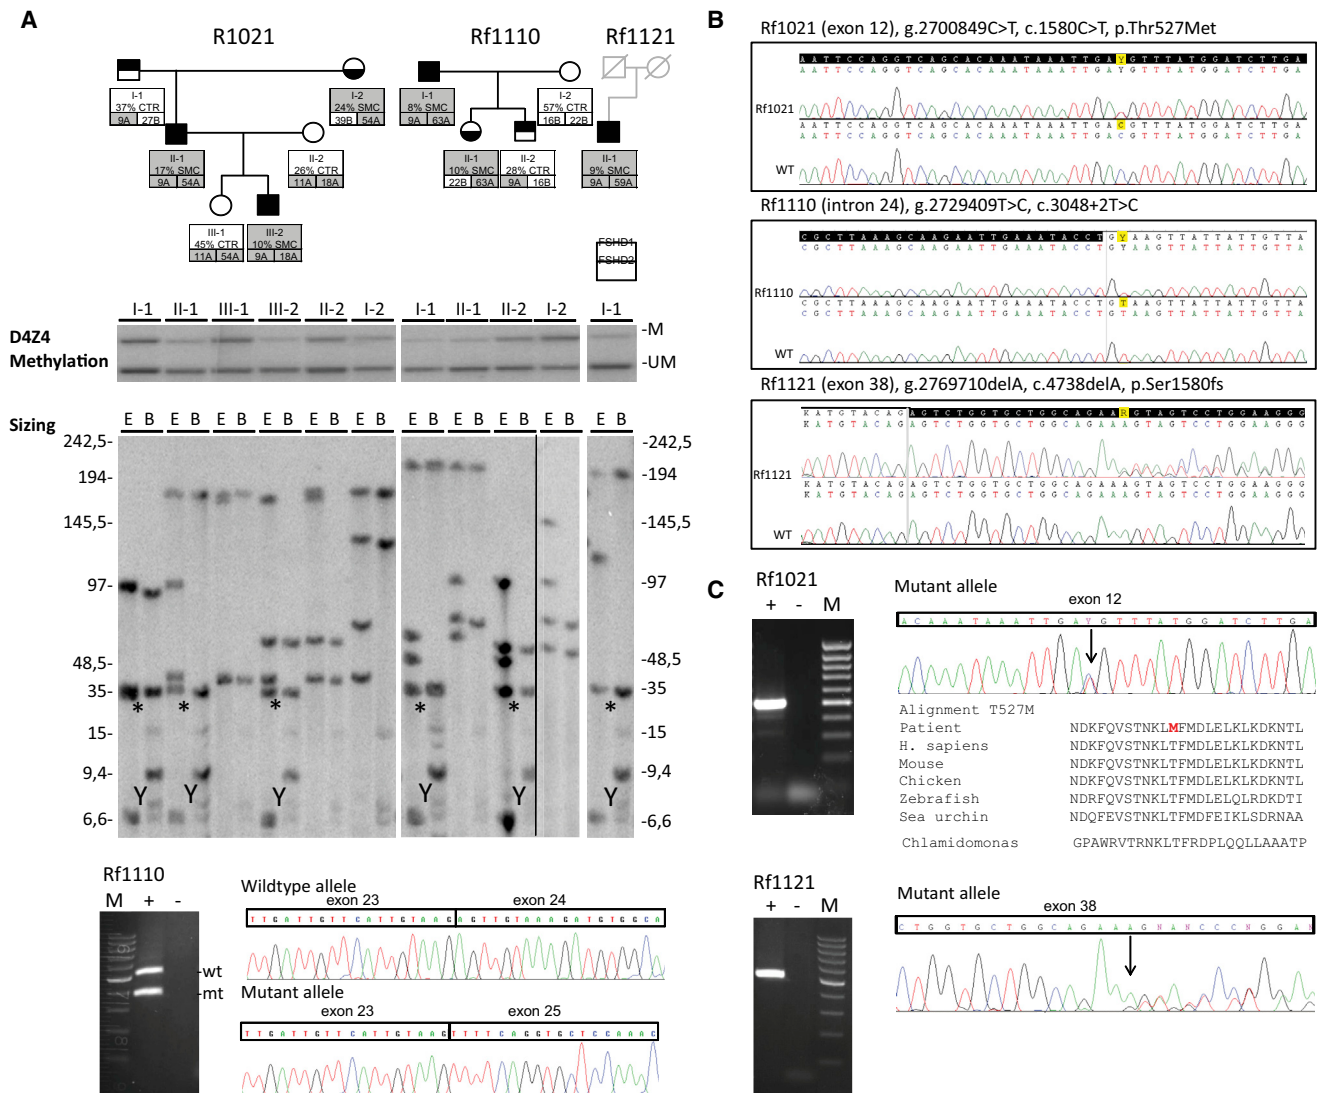 A
R1021
Rf1110
Rf1121
I-1
37% CTR
9A 27B
I-2
24% SMC
39B 54A
II-1
17% SMC
9A 54A
II-2
26% CTR
11A 18A
III-1
45% CTR
11A 54A
III-2
10% SMC
9A 18A
I-1
8% SMC
9A 63A
I-2
57% CTR
16B 22B
II-1
10% SMC
22B 63A
II-2
28% CTR
9A 16B
II-1
9% SMC
9A 59A
FSHD1
FSHD2
I-1 II-1 III-1 III-2 II-2 I-2 I-1 II-1 II-2 I-2 I-1
D4Z4
Methylation
-M
-UM
Sizing
E B E B E B E B E B E B E B E B E B E B E B
242,5- -242,5
194- -194
145,5- -145,5
97- -97
48,5- -48,5
35- -35
* * * * * *
15- -15
9,4- -9,4
Y Y Y Y Y Y
6,6- -6,6
Rf1110
M + -
-wt
-mt
Wildtype allele
exon 23 exon 24
T T G A T T G T T C A T T G T A A G A G T T G T A A A G A T G T G G C A
Mutant allele
exon 23 exon 25
T T G A T T G T T C A T T G T A A G T T T T C A G G T G C T C C A A A C
B
Rf1021 (exon 12), g.2700849C>T, c.1580C>T, p.Thr527Met
A A T T C C A G G T C A G C A C A A A T A A A T T G A Y G T T T A T G G A T C T T G A
A A T T C C A G G T C A G C A C A A A T A A A T T G A Y G T T T A T G G A T C T T G A
Rf1021
A A T T C C A G G T C A G C A C A A A T A A A T T G A C G T T T A T G G A T C T T G A
A A T T C C A G G T C A G C A C A A A T A A A T T G A C G T T T A T G G A T C T T G A
WT
Rf1110 (intron 24), g.2729409T>C, c.3048+2T>C
C G C T T A A A G C A A G A A T T G A A A T A C C T G Y A A G T T A T T A T T G T T A
C G C T T A A A G C A A G A A T T G A A A T A C C T G Y A A G T T A T T A T T G T T A
Rf1110
C G C T T A A A G C A A G A A T T G A A A T A C C T G T A A G T T A T T A T T G T T A
C G C T T A A A G C A A G A A T T G A A A T A C C T G T A A G T T A T T A T T G T T A
WT
Rf1121 (exon 38), g.2769710delA, c.4738delA, p.Ser1580fs
K A T G T A C A G A G T C T G G T G C T G G C A G A A R G T A G T C C T G G A A G G G
K A T G T A C A G A G T C T G G T G C T G G C A G A A A G T A G T C C T G G A A G G G
Rf1121
K A T G T A C A G A G T C T G G T G C T G G C A G A A A G T A G T C C T G G A A G G G
K A T G T A C A G A G T C T G G T G C T G G C A G A A A G T A G T C C T G G A A G G G
WT
C
Rf1021
+ - M
Mutant allele
exon 12
A C A A A T A A A T T G A Y G T T T A T G G A T C T T G A
Alignment T527M
Patient NDKFQVSTNKLMFMDLELKLKDKNTL
H. sapiens NDKFQVSTNKLTFMDLELKLKDKNTL
Mouse NDKFQVSTNKLTFMDLELKLKDKNTL
Chicken NDKFQVSTNKLTFMDLELKLKDKNTL
Zebrafish NDRFQVSTNKLTFMDLELQLRDKDTI
Sea urchin NDQFEVSTNKLTFMDFEIKLSDRNAA
Chlamidomonas GPAWRVTRNKLTFRDPLQQLLAAATP
Rf1121
+ - M
Mutant allele
exon 38
C T G G T G C T G G C A G A A A G N A N C C C N G G A N